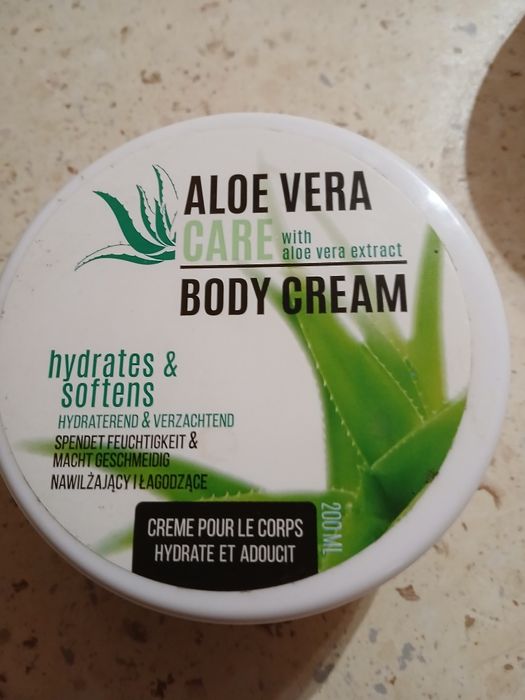 ALOE VERA
CARE with
aloe vera extract
BODY CREAM
hydrates &
softens
HYDRATEREND & VERZACHTEND
SPENDET FEUCHTIGKEIT &
MACHT GESCHMEIDIG
NAWILŻAJĄCY I ŁAGODZĄCE
CREME POUR LE CORPS
HYDRATE ET ADOUCIT
200 ML